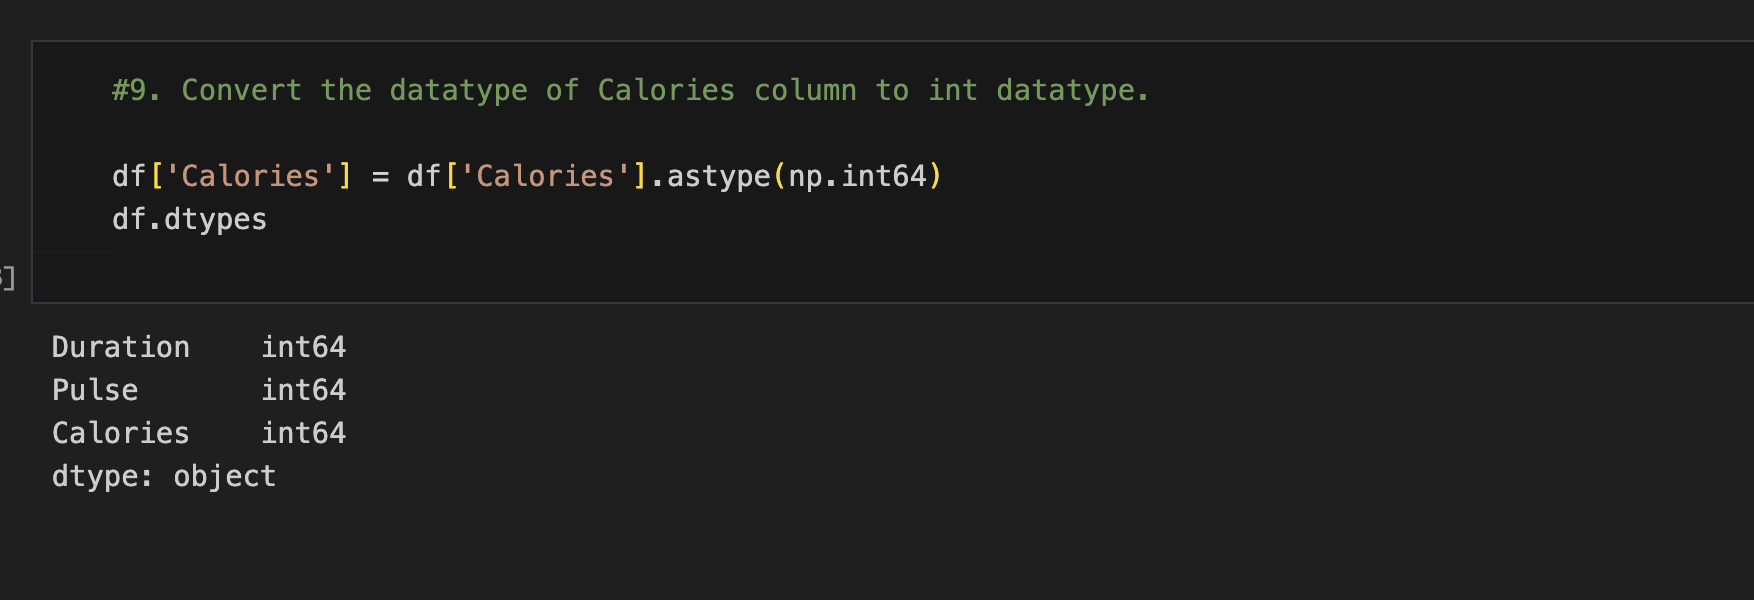 #9. Convert the datatype of Calories column to int datatype.
df['Calories'] = df['Calories'].astype(np.int64)
df.dtypes
]
Duration    int64
Pulse       int64
Calories    int64
dtype: object